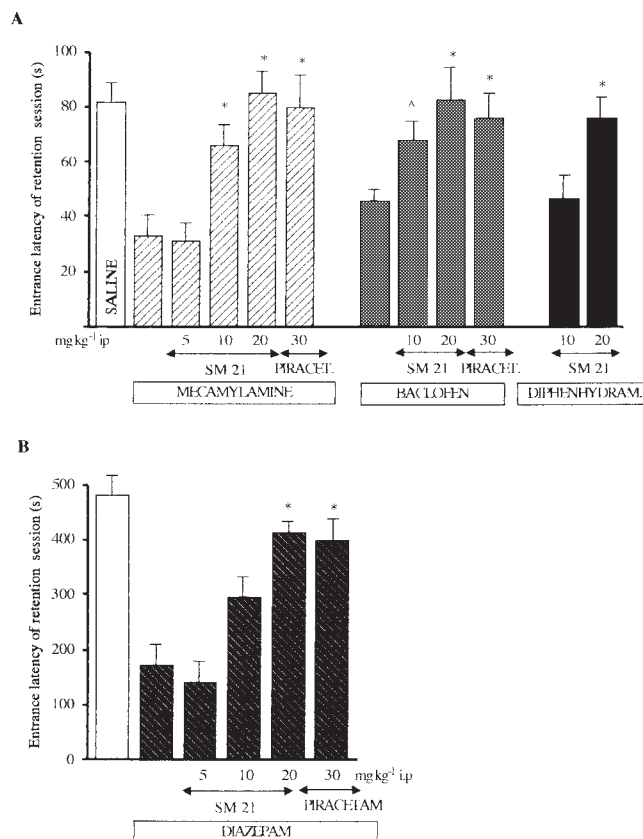 A
Entrance latency of retention session (s)
100
80
60
40
20
* * *
^ * *
*
SALINE
mg kg-1 ip 5 10 20 30 10 20 30 10 20
SM 21 PIRACET. SM 21 PIRACET. SM 21
MECAMYLAMINE BACLOFEN DIPHENHYDRAM.
B
Entrance latency of retention session (s)
500
400
300
200
100
0
* *
5 10 20 30 mg kg-1 i.p
SM 21 PIRACETAM
DIAZEPAM